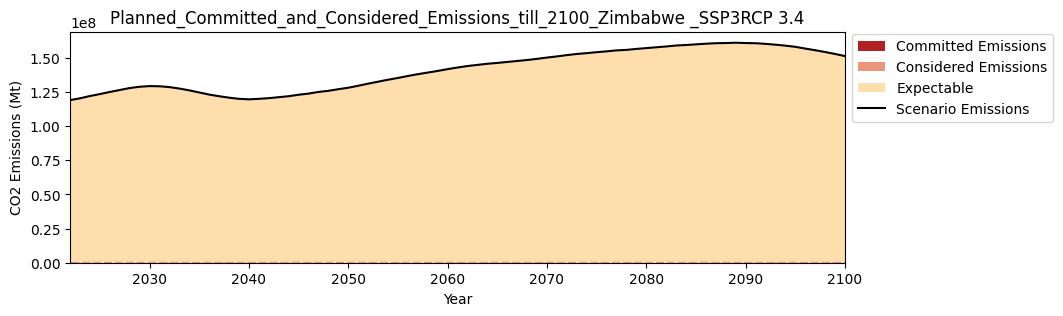 Planned_Committed_and_Considered_Emissions_till_2100_Zimbabwe _SSP3RCP 3.4
1e8
1.50
1.25
1.00
0.75
0.50
0.25
0.00
CO2 Emissions (Mt)
2030 2040 2050 2060 2070 2080 2090 2100
Year
Committed Emissions
Considered Emissions
Expectable
Scenario Emissions